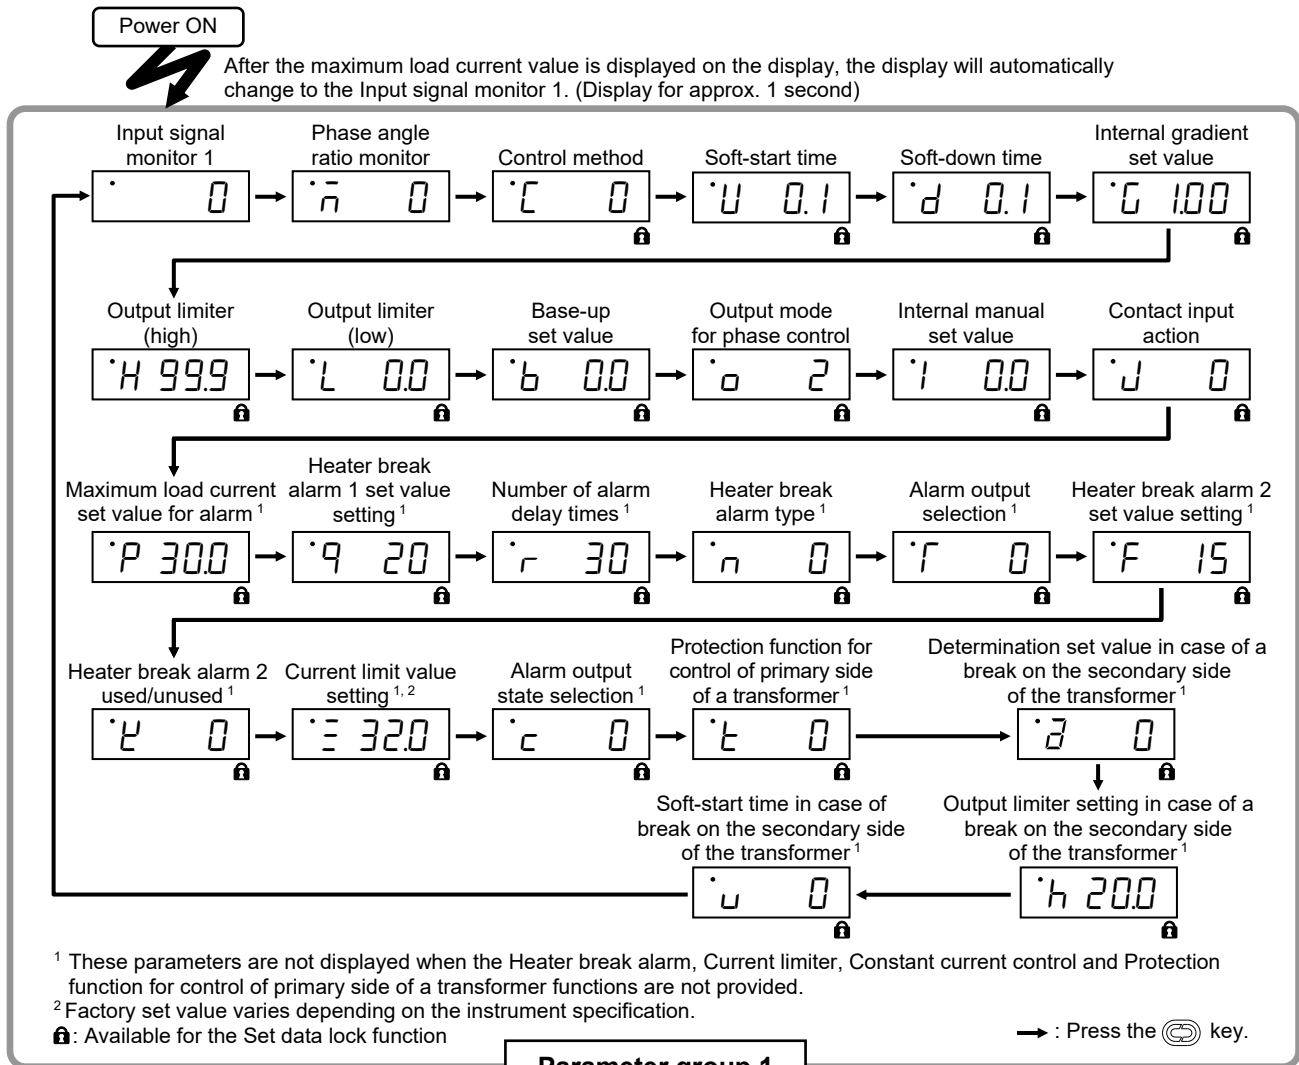 Power ON
After the maximum load current value is displayed on the display, the display will automatically
change to the Input signal monitor 1. (Display for approx. 1 second)
Input signal
monitor 1
0
Phase angle
ratio monitor
0
Control method
C 0
Soft-start time
U 0.1
Soft-down time
d 0.1
Internal gradient
set value
G 1.00
Output limiter
(high)
H 99.9
Output limiter
(low)
L 0.0
Base-up
set value
b 0.0
Output mode
for phase control
o 2
Internal manual
set value
I 0.0
Contact input
action
J 0
Maximum load current
set value for alarm 1
P 30.0
Heater break
alarm 1 set value
setting 1
q 20
Number of alarm
delay times 1
r 30
Heater break
alarm type 1
n 0
Alarm output
selection 1
T 0
Heater break alarm 2
set value setting 1
F 15
Heater break alarm 2
used/unused 1
0
Current limit value
setting 1, 2
32.0
Alarm output
state selection 1
c 0
Protection function for
control of primary side
of a transformer 1
t 0
Determination set value in case of a
break on the secondary side
of the transformer 1
0
Output limiter setting in case of a
break on the secondary side
of the transformer 1
h 20.0
Soft-start time in case of
break on the secondary side
of the transformer 1
u 0
1 These parameters are not displayed when the Heater break alarm, Current limiter, Constant current control and Protection
function for control of primary side of a transformer functions are not provided.
2 Factory set value varies depending on the instrument specification.
: Available for the Set data lock function
: Press the key.
Parameter group 1